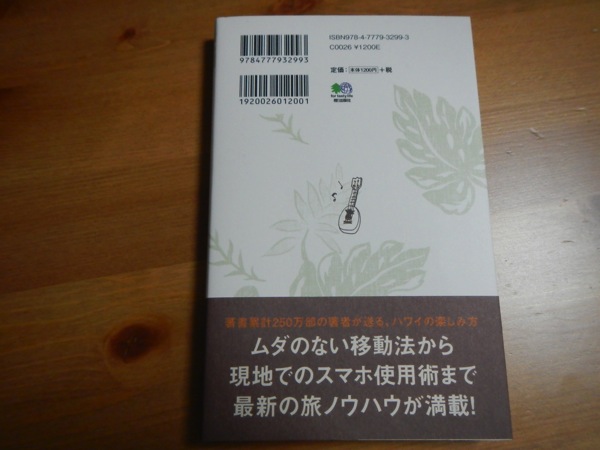 ISBN978-4-7779-3299-3
C0026 ¥1200E
9784777932993
定価：本体1200円+税
1920026012001
著書累計250万部の著者が送る、ハワイの楽しみ方
ムダのない移動法から
現地でのスマホ使用術まで
最新の旅ノウハウが満載！